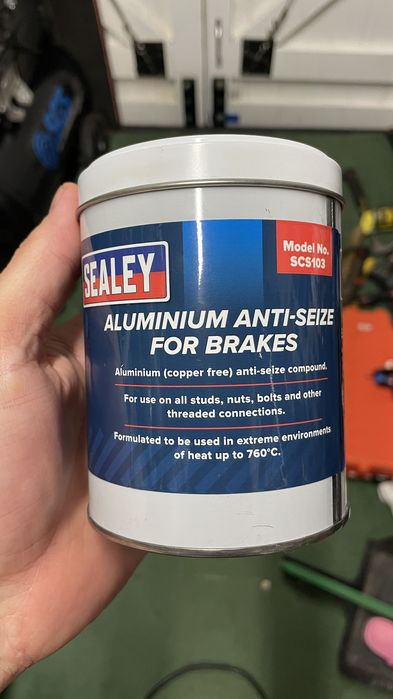 Model No.
SCS103
SEALEY
ALUMINIUM ANTI-SEIZE
FOR BRAKES
Aluminium (copper free) anti-seize compound.
For use on all studs, nuts, bolts and other
threaded connections.
Formulated to be used in extreme environments
of heat up to 760°C.